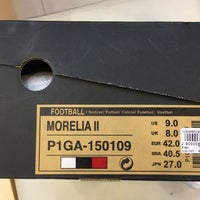 FOOTBALL / Soccer/ Fußball/ Calcio/ Futebol/ Voetbal
MORELIA II
P1GA-150109
US 9.0
UK 8.0
EUR 42.0
BRA 40.5
JPN 27.0